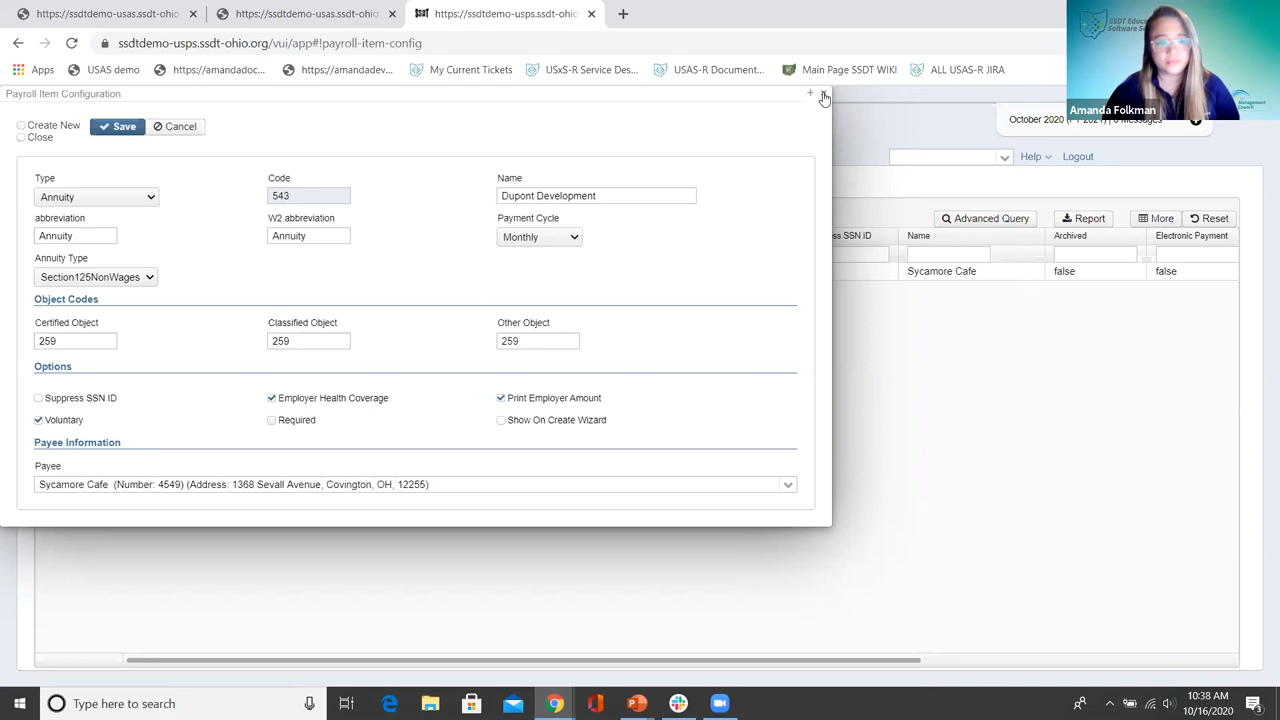 https://ssdtdemo-usas.ssdt-ohio
https://ssdtdemo-usas.ssdt-ohio
SSDT https://ssdtdemo-usps.ssdt-ohio
ssdtdemo-usps.ssdt-ohio.org/vui/app#!payroll-item-config
Apps USAS demo https://amandadoc... https://amandadev... My Current Tickets USxS-R Service Des... USAS-R Document... Main Page SSDT WIKI ALL USAS-R JIRA
Amanda Folkman
Payroll Item Configuration
October 2020
Help Logout
Create New
Save Cancel
Close
Type Code Name
Annuity 543 Dupont Development
abbreviation W2 abbreviation Payment Cycle
Annuity Annuity Monthly
Annuity Type
Section125NonWages
Advanced Query Report More Reset
ss SSN iD Name Archived Electronic Payment
Sycamore Cafe false false
Object Codes
Certified Object Classified Object Other Object
259 259 259
Options
Suppress SSN ID Employer Health Coverage Print Employer Amount
Voluntary Required Show On Create Wizard
Payee Information
Payee
Sycamore Cafe (Number: 4549) (Address: 1368 Sevall Avenue, Covington, OH, 12255)
Type here to search
10:38 AM
10/16/2020
3